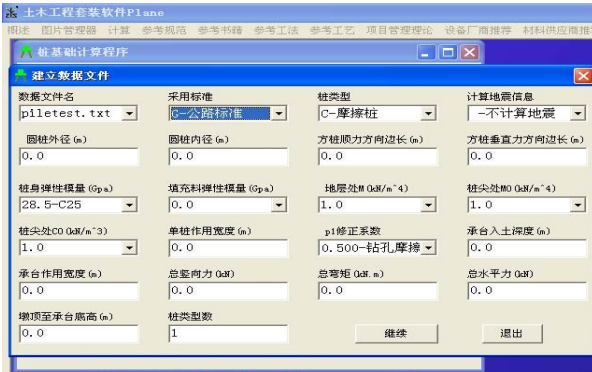 土木工程套装软件Plane
概述 图片管理器 计算 参考规范 参考书籍 参考工法 参考工艺 项目管理理论 设备厂商推荐 材料供应商推
桩基础计算程序
建立数据文件
数据文件名 采用标准 桩类型 计算地震信息
piletest.txt G-公路标准 C-摩擦桩 -不计算地震
圆桩外径(m) 圆桩内径(m) 方桩顺力方向边长(m) 方桩垂直力方向边长(m)
0.0 0.0 0.0 0.0
桩身弹性模量(Gpa) 填充料弹性模量(Gpa) 地层处M(kN/m^4) 桩尖处M0(kN/m^4)
28.5-C25 0.0 1.0 1.0
桩尖处C0(kN/m^3) 单桩作用宽度(m) p1修正系数 承台入土深度(m)
1.0 0.0 0.500-钻孔摩擦 0.0
承台作用宽度(m) 总竖向力(kN) 总弯矩(kN.m) 总水平力(kN)
0.0 0.0 0.0 0.0
墩顶至承台底高(m) 桩类型数
0.0 1 继续 退出